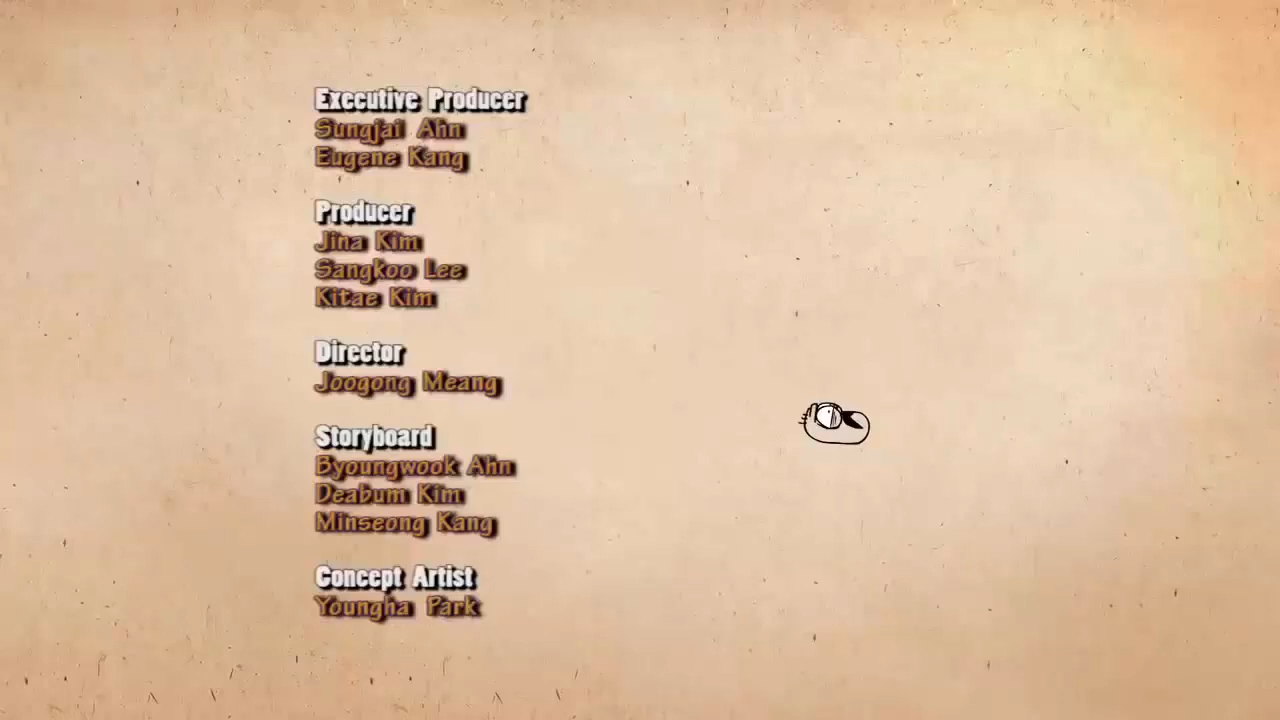 Executive Producer
Sungjai Ahn
Eugene Kang
Producer
Jina Kim
Sangkoo Lee
Kitae Kim
Director
Joogong Meang
Storyboard
Byoungwook Ahn
Deabum Kim
Minseong Kang
Concept Artist
Youngha Park